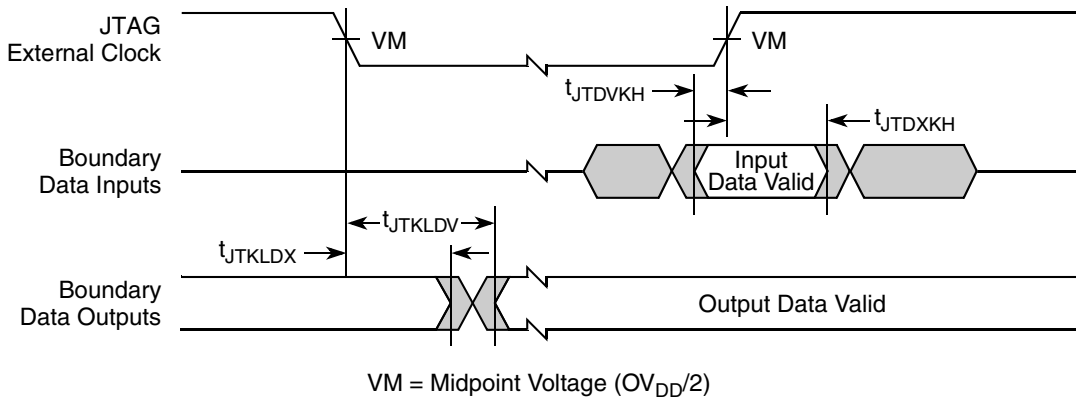 JTAG
External Clock
VM
VM
tJTDVKH
tJTDXKH
Boundary
Data Inputs
Input
Data Valid
tJTKLDV
tJTKLDX
Boundary
Data Outputs
Output Data Valid
VM = Midpoint Voltage (OVDD/2)